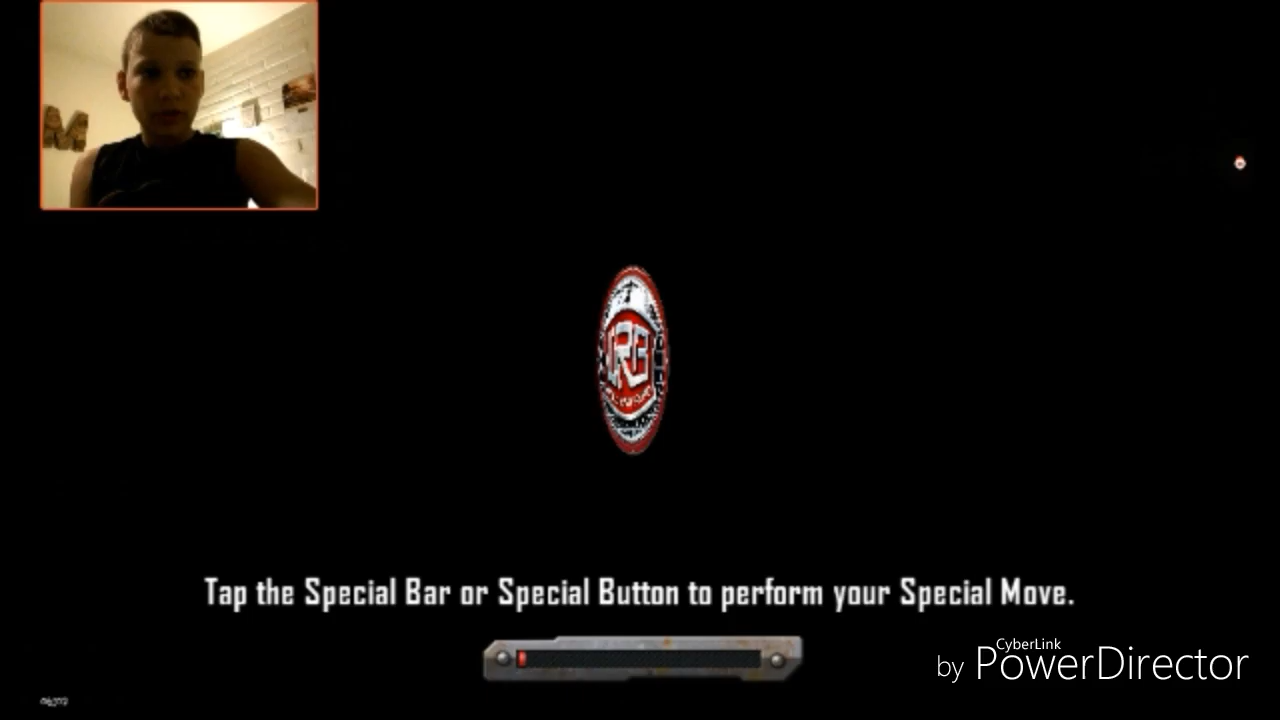 M
Tap the Special Bar or Special Button to perform your Special Move.
CyberLink
by PowerDirector